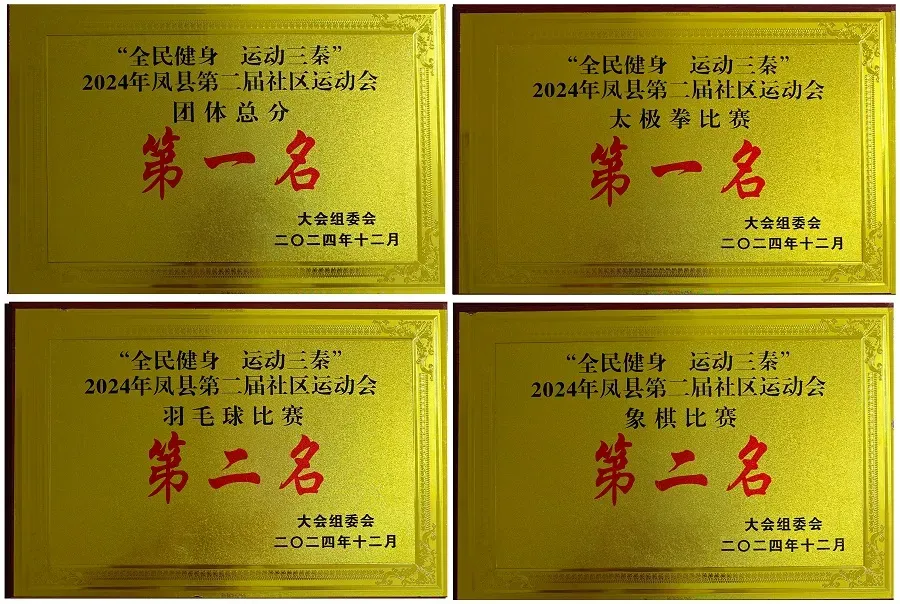 “全民健身 运动三秦”
2024年凤县第二届社区运动会
团体总分
第一名
大会组委会
二〇二四年十二月
“全民健身 运动三秦”
2024年凤县第二届社区运动会
太极拳比赛
第一名
大会组委会
二〇二四年十二月
“全民健身 运动三秦”
2024年凤县第二届社区运动会
羽毛球比赛
第二名
大会组委会
二〇二四年十二月
“全民健身 运动三秦”
2024年凤县第二届社区运动会
象棋比赛
第二名
大会组委会
二〇二四年十二月